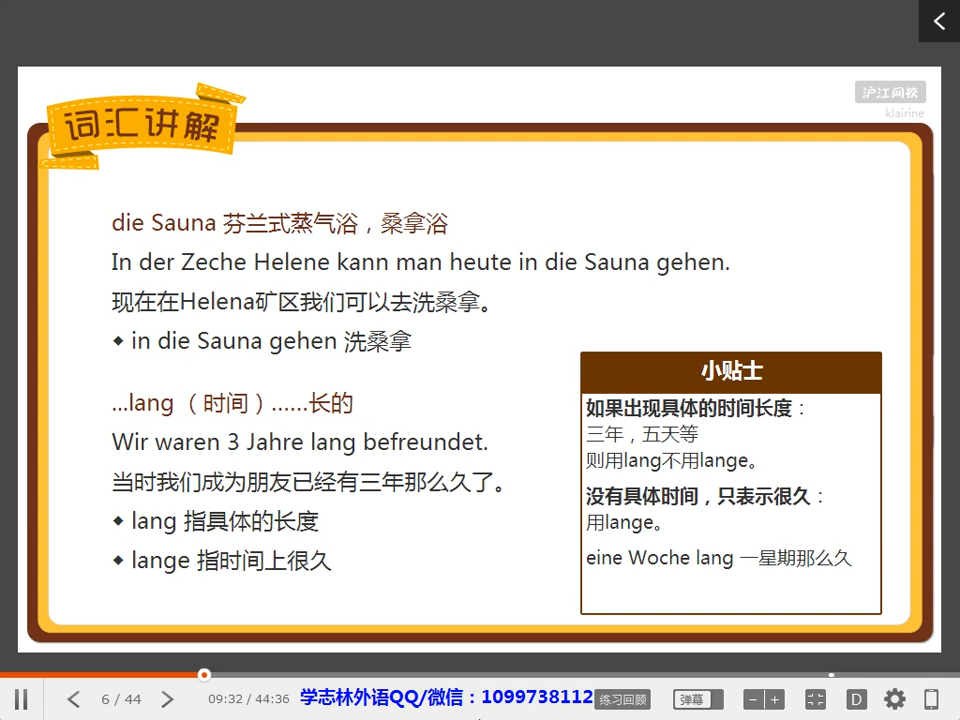 沪江网校
klairine
词汇讲解
die Sauna 芬兰式蒸气浴，桑拿浴
In der Zeche Helene kann man heute in die Sauna gehen.
现在在Helena矿区我们可以去洗桑拿。
◆ in die Sauna gehen 洗桑拿
...lang （时间）......长的
Wir waren 3 Jahre lang befreundet.
当时我们成为朋友已经有三年那么久了。
◆ lang 指具体的长度
◆ lange 指时间上很久
小贴士
如果出现具体的时间长度：
三年，五天等
则用lang不用lange。
没有具体时间，只表示很久：
用lange。
eine Woche lang 一星期那么久
6 / 44
09:32 / 44:36
学志林外语QQ/微信：1099738112
练习回顾
弹幕
D